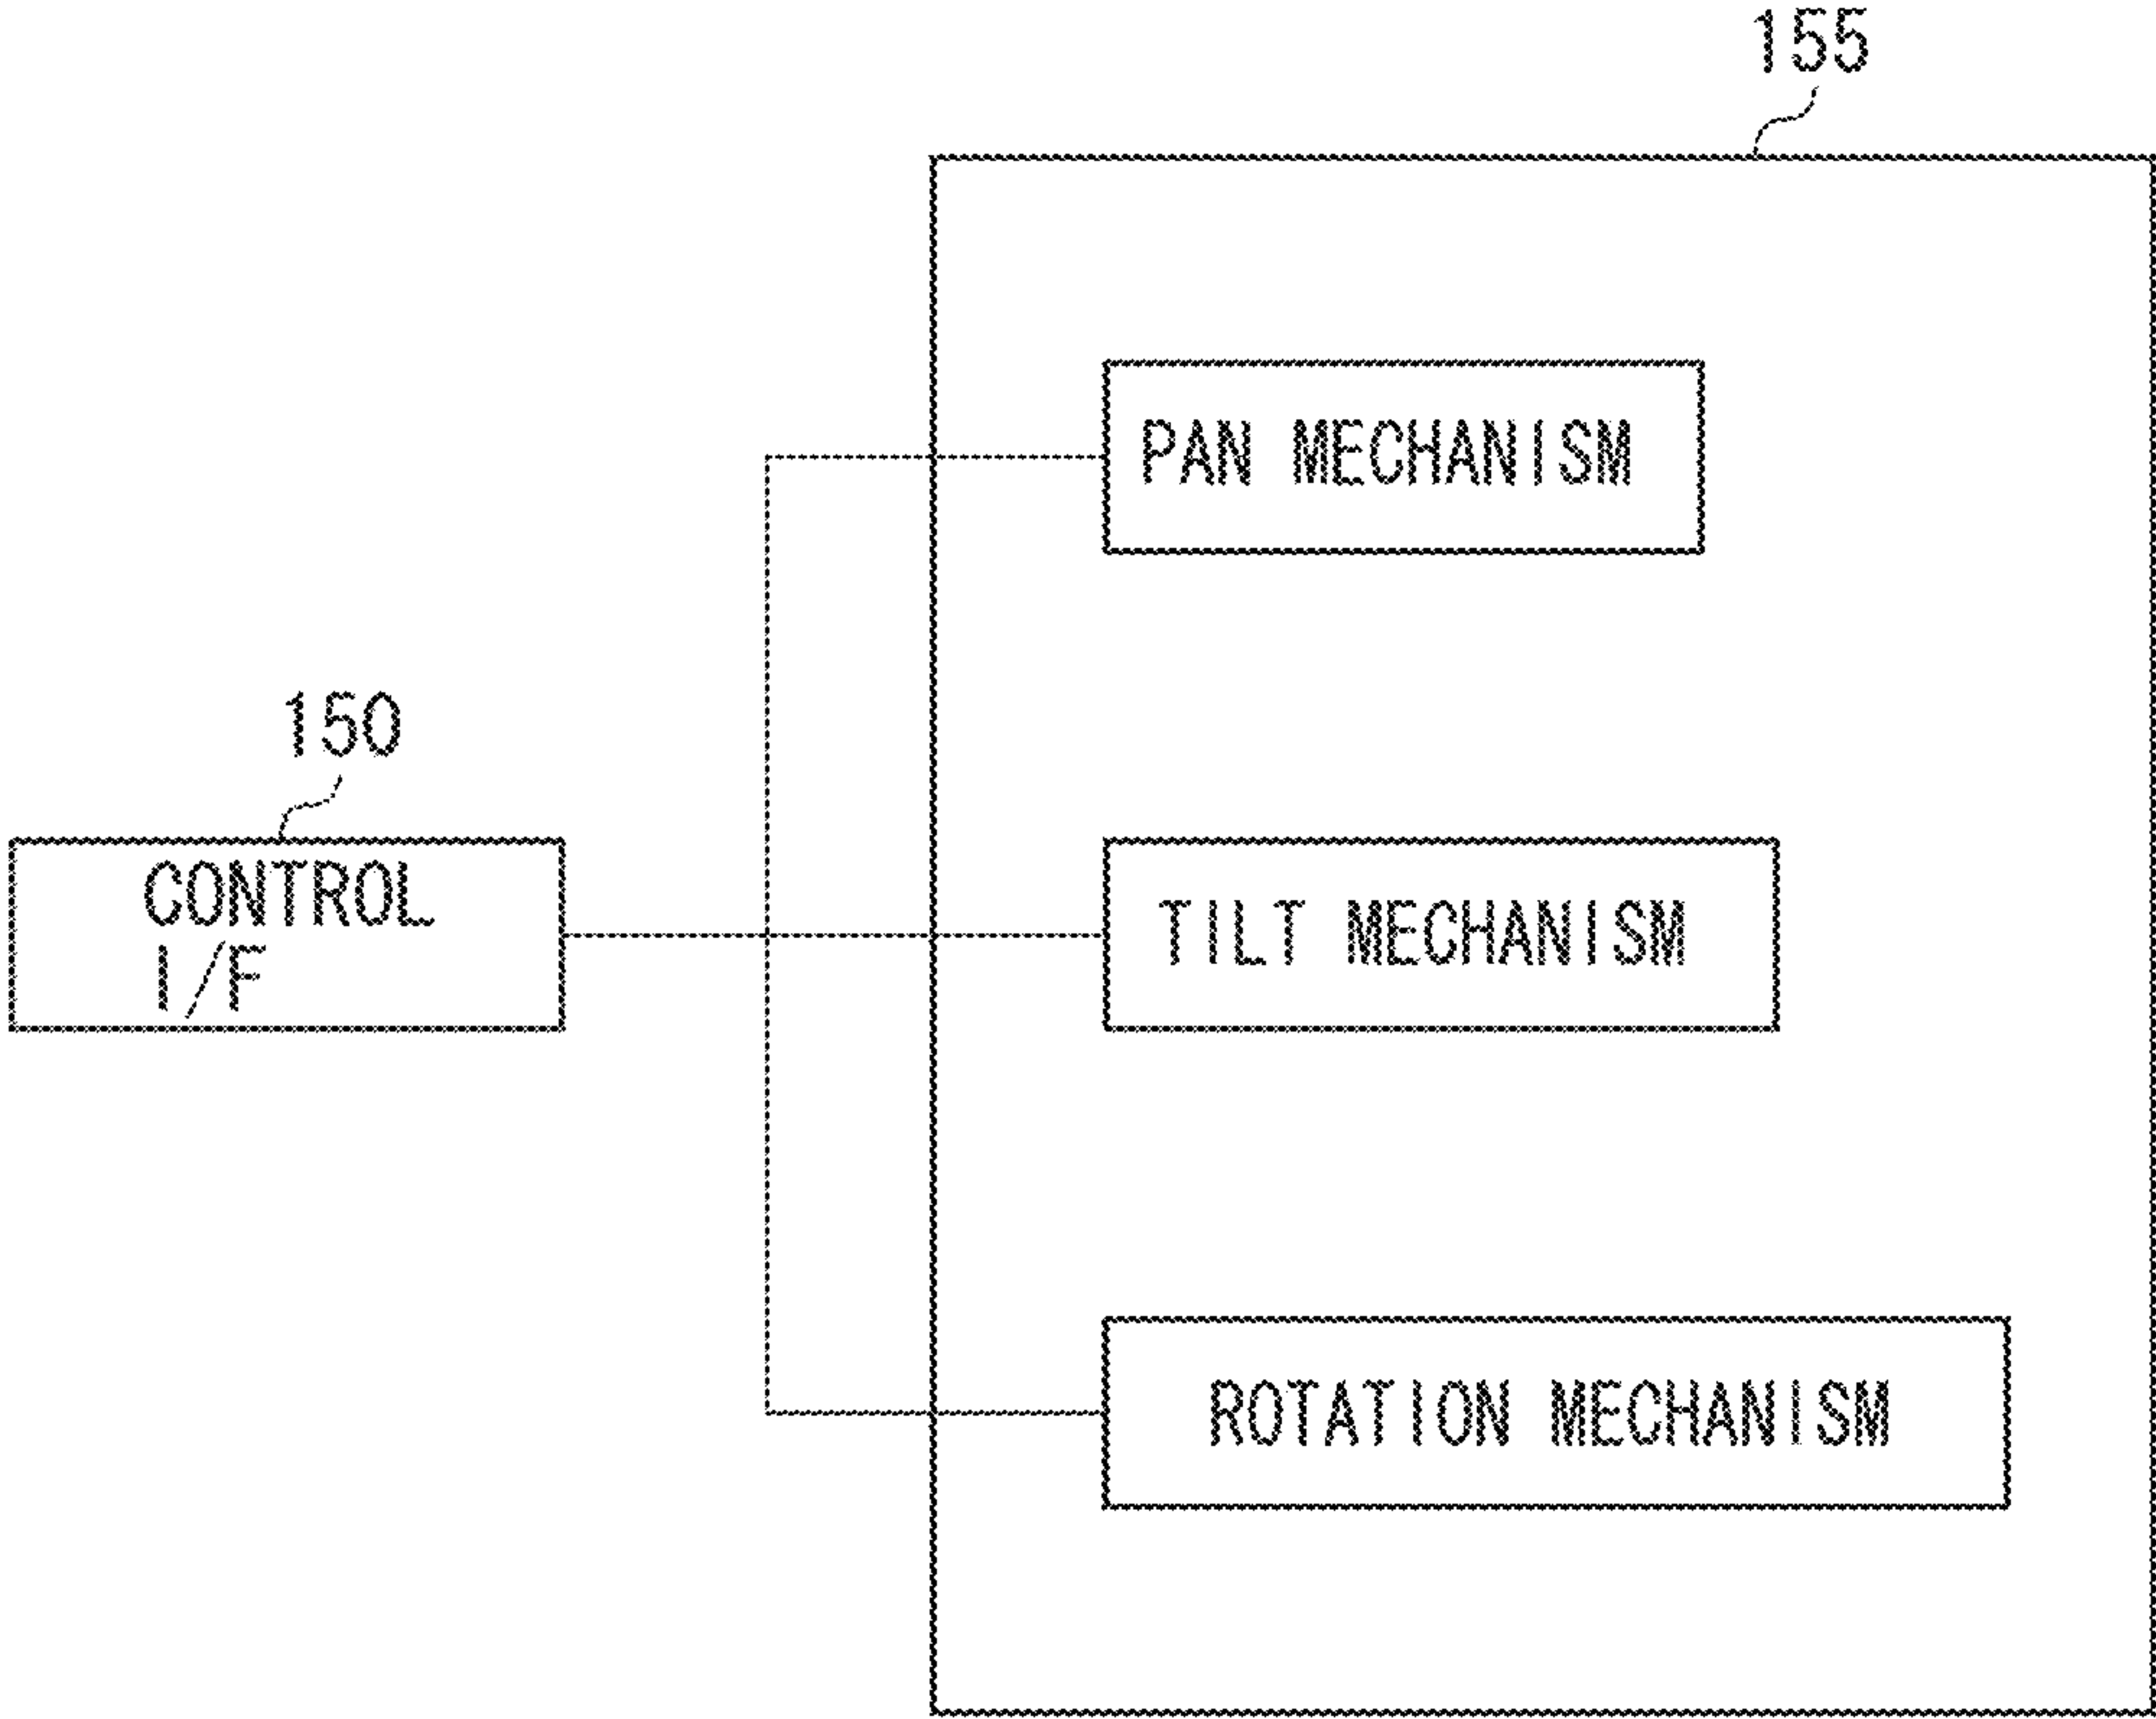 155
PAN MECHANISM
150
CONTROL
I/F
TILT MECHANISM
ROTATION MECHANISM